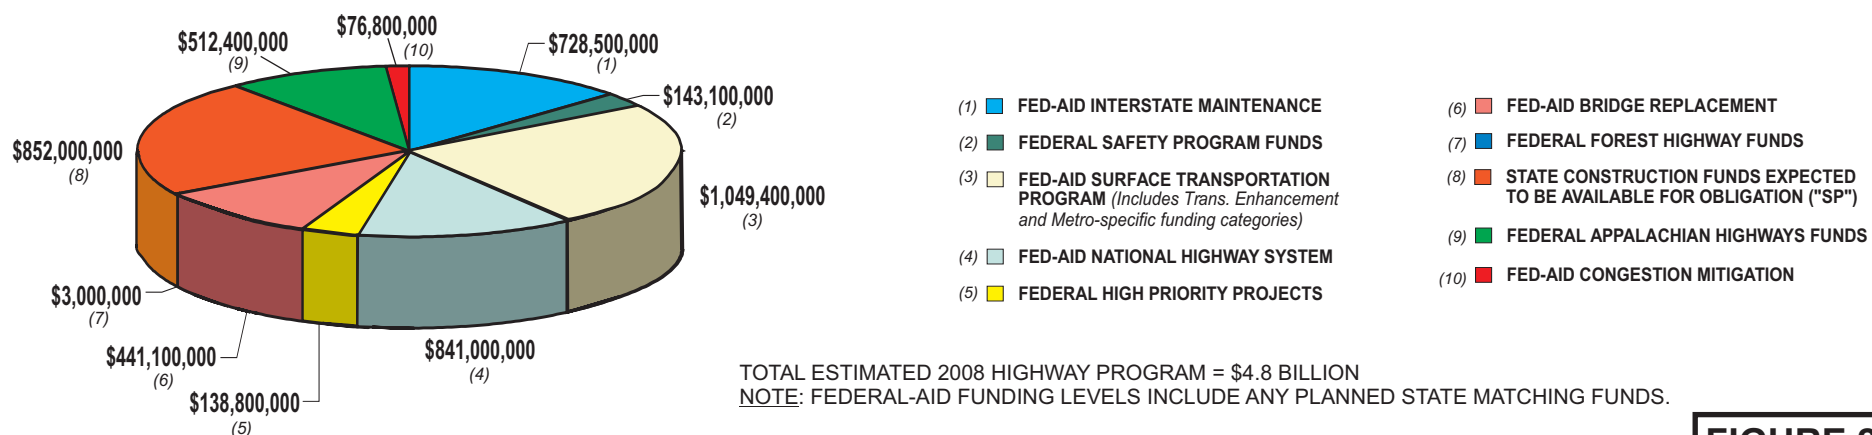 $76,800,000
(10)
$512,400,000
(9)
$728,500,000
(1)
$143,100,000
(2)
$852,000,000
(8)
$1,049,400,000
(3)
$3,000,000
(7)
$441,100,000
(6)
$841,000,000
(4)
$138,800,000
(5)
(1) FED-AID INTERSTATE MAINTENANCE
(2) FEDERAL SAFETY PROGRAM FUNDS
(3) FED-AID SURFACE TRANSPORTATION
PROGRAM (Includes Trans. Enhancement
and Metro-specific funding categories)
(4) FED-AID NATIONAL HIGHWAY SYSTEM
(5) FEDERAL HIGH PRIORITY PROJECTS
(6) FED-AID BRIDGE REPLACEMENT
(7) FEDERAL FOREST HIGHWAY FUNDS
(8) STATE CONSTRUCTION FUNDS EXPECTED
TO BE AVAILABLE FOR OBLIGATION ("SP")
(9) FEDERAL APPALACHIAN HIGHWAYS FUNDS
(10) FED-AID CONGESTION MITIGATION
TOTAL ESTIMATED 2008 HIGHWAY PROGRAM = $4.8 BILLION
NOTE: FEDERAL-AID FUNDING LEVELS INCLUDE ANY PLANNED STATE MATCHING FUNDS.
FIGURE